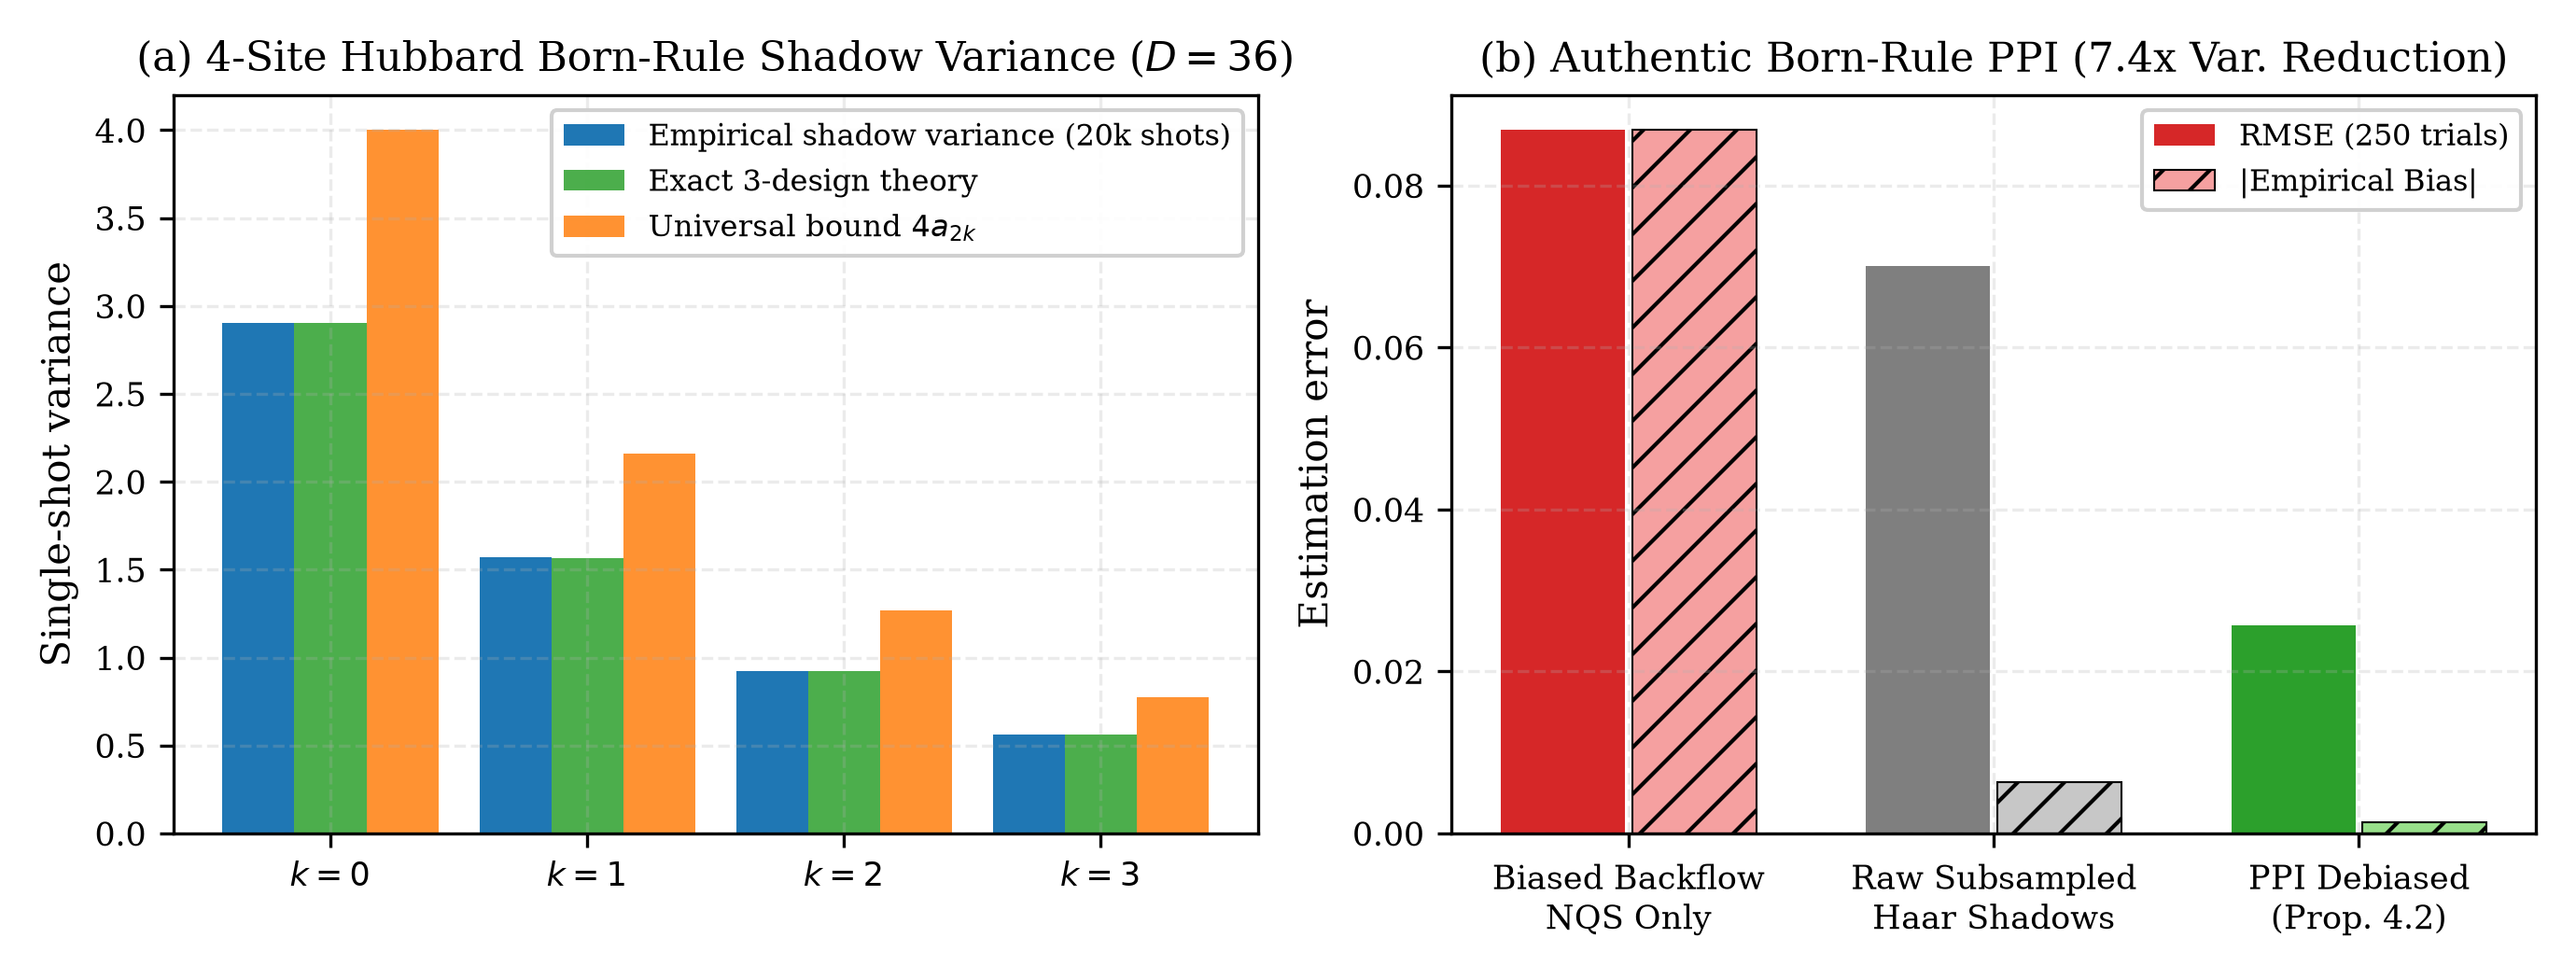 (a) 4-Site Hubbard Born-Rule Shadow Variance (D = 36)
Single-shot variance
4.0
3.5
3.0
2.5
2.0
1.5
1.0
0.5
0.0
Empirical shadow variance (20k shots)
Exact 3-design theory
Universal bound 4a₂ₖ
k = 0
k = 1
k = 2
k = 3
(b) Authentic Born-Rule PPI (7.4x Var. Reduction)
Estimation error
0.08
0.06
0.04
0.02
0.00
RMSE (250 trials)
|Empirical Bias|
Biased Backflow
NQS Only
Raw Subsampled
Haar Shadows
PPI Debiased
(Prop. 4.2)